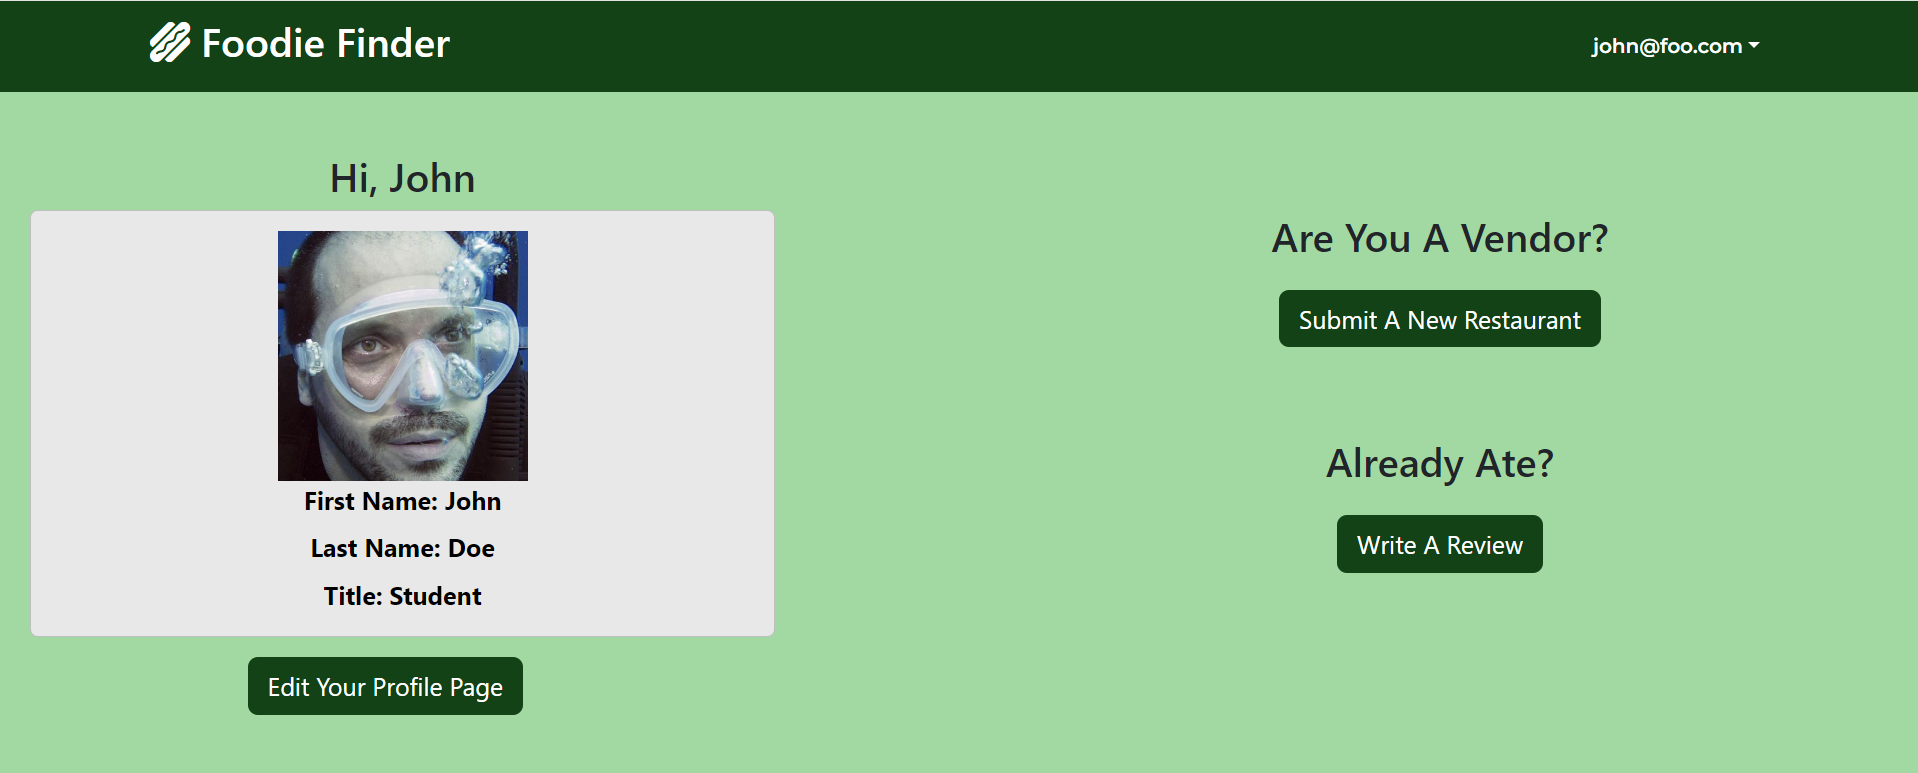 Foodie Finder
john@foo.com
Hi, John
First Name: John
Last Name: Doe
Title: Student
Edit Your Profile Page
Are You A Vendor?
Submit A New Restaurant
Already Ate?
Write A Review